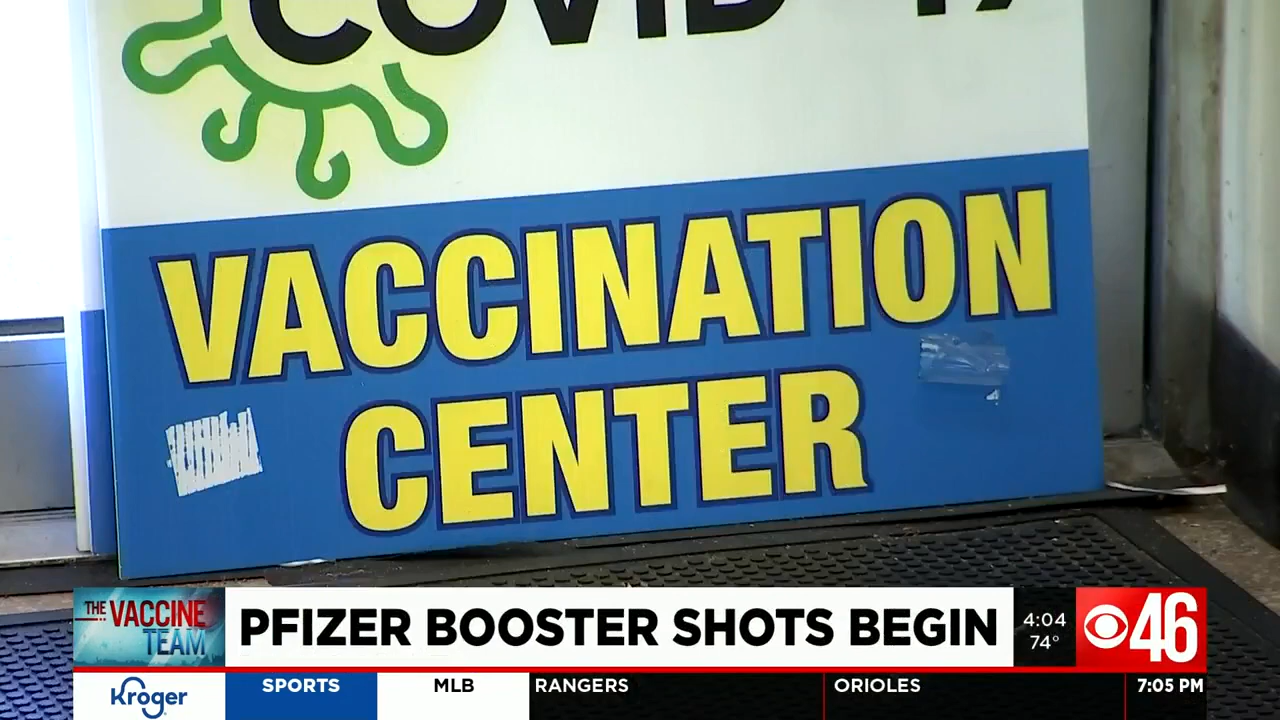 COVID-19
VACCINATION
CENTER
THE VACCINE TEAM
PFIZER BOOSTER SHOTS BEGIN
4:04
74°
46
Kroger
SPORTS
MLB
RANGERS
ORIOLES
7:05 PM